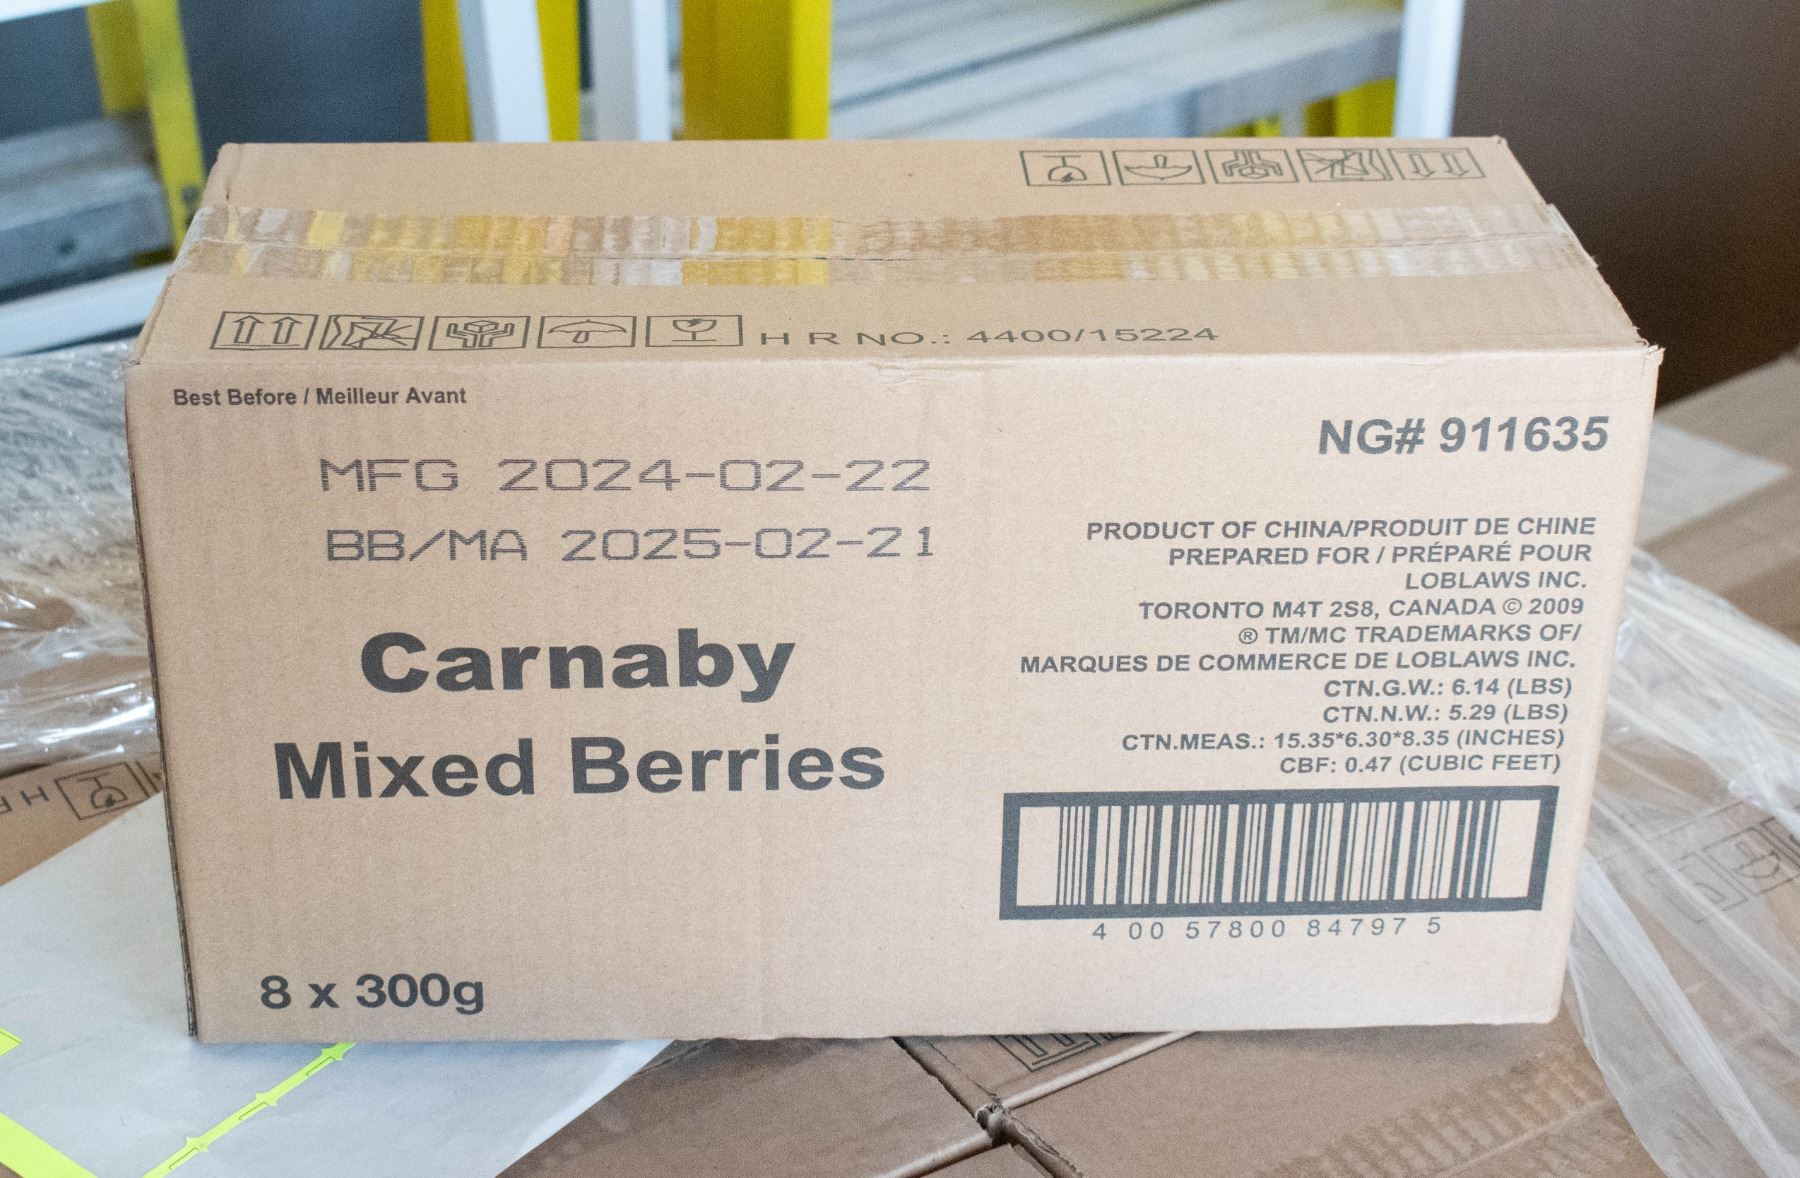 H R NO.: 4400/15224
Best Before / Meilleur Avant
MFG 2024-02-22
BB/MA 2025-02-21
Carnaby
Mixed Berries
8 x 300g
NG# 911635
PRODUCT OF CHINA/PRODUIT DE CHINE
PREPARED FOR / PRÉPARÉ POUR
LOBLAWS INC.
TORONTO M4T 2S8, CANADA © 2009
® TM/MC TRADEMARKS OF/
MARQUES DE COMMERCE DE LOBLAWS INC.
CTN.G.W.: 6.14 (LBS)
CTN.N.W.: 5.29 (LBS)
CTN.MEAS.: 15.35*6.30*8.35 (INCHES)
CBF: 0.47 (CUBIC FEET)
4 00 57800 84797 5